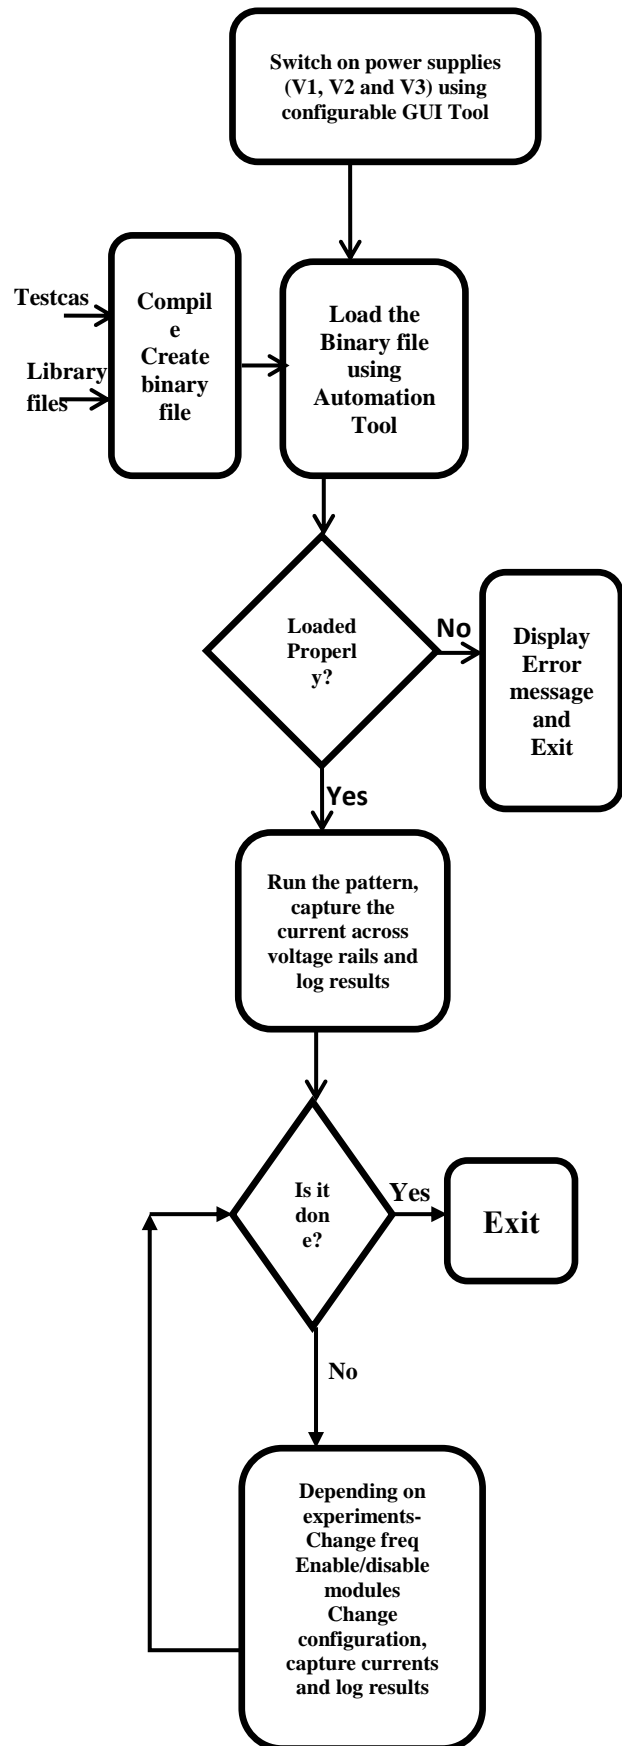 Switch on power supplies
(V1, V2 and V3) using
configurable GUI Tool
Testcas
Library
files
Compil
e
Create
binary
file
Load the
Binary file
using
Automation
Tool
Loaded
Properl
y?
No
Display
Error
message
and
Exit
Yes
Run the pattern,
capture the
current across
voltage rails and
log results
Is it
don
e?
Yes
Exit
No
Depending on
experiments-
Change freq
Enable/disable
modules
Change
configuration,
capture currents
and log results